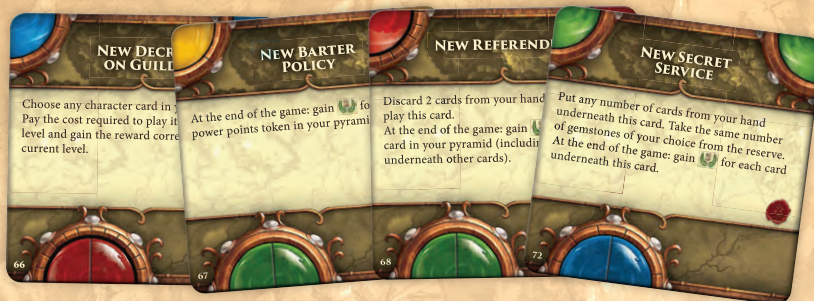 NEW DECR
ON GUILD
Choose any character card in
Pay the cost required to play it
level and gain the reward corre
current level.
66
NEW BARTER
POLICY
At the end of the game: gain fo
power points token in your pyrami
67
NEW REFEREND
Discard 2 cards from your hand
play this card.
At the end of the game: gain
card in your pyramid (includin
underneath other cards).
68
NEW SECRET
SERVICE
Put any number of cards from your hand
underneath this card. Take the same number
of gemstones of your choice from the reserve.
At the end of the game: gain for each card
underneath this card.
72